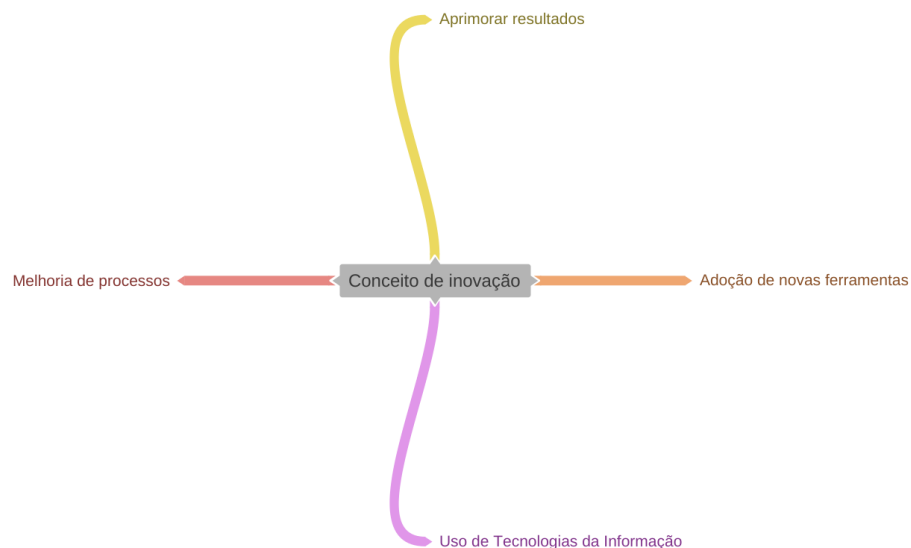 Aprimorar resultados
Melhoria de processos
Conceito de inovação
Adoção de novas ferramentas
Uso de Tecnologias da Informação